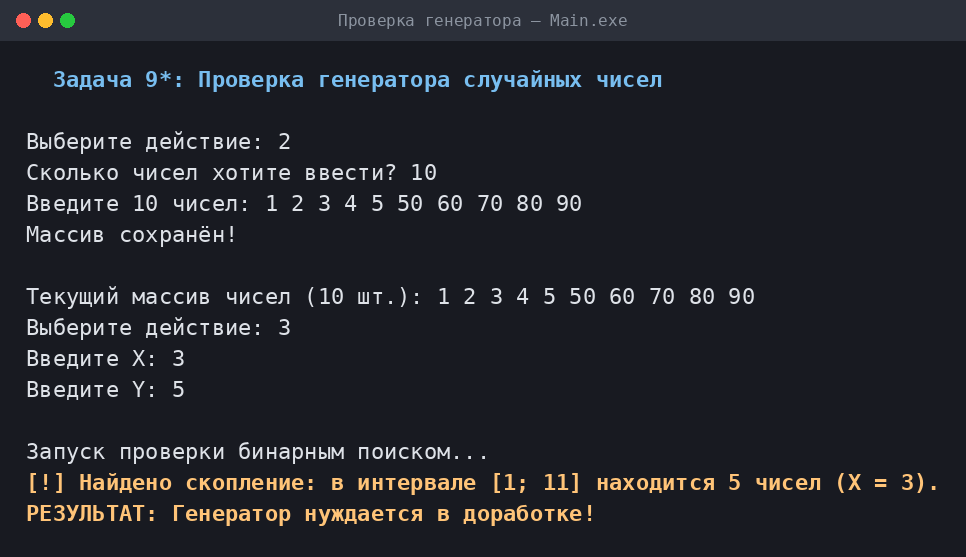 Проверка генератора — Main.exe
Задача 9*: Проверка генератора случайных чисел
Выберите действие: 2
Сколько чисел хотите ввести? 10
Введите 10 чисел: 1 2 3 4 5 50 60 70 80 90
Массив сохранён!
Текущий массив чисел (10 шт.): 1 2 3 4 5 50 60 70 80 90
Выберите действие: 3
Введите X: 3
Введите Y: 5
Запуск проверки бинарным поиском...
[!] Найдено скопление: в интервале [1; 11] находится 5 чисел (X = 3).
РЕЗУЛЬТАТ: Генератор нуждается в доработке!